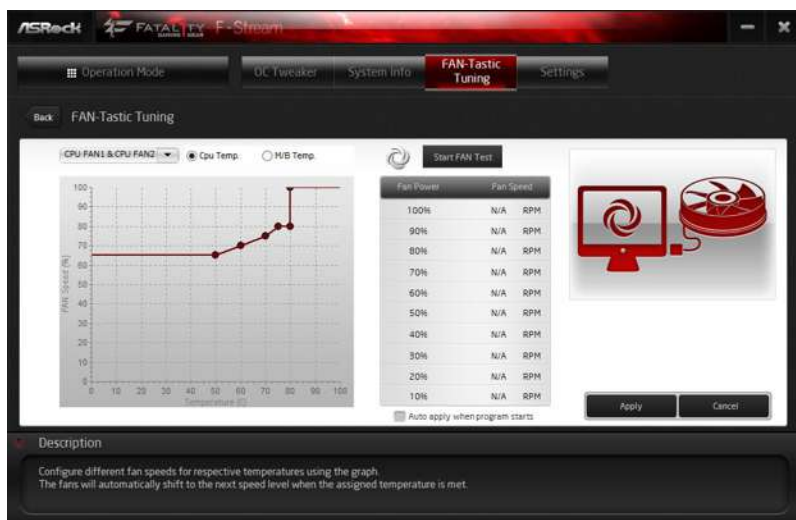 ASRock FATAL1TY GAMING GEAR F-Stream
Operation Mode OC Tweaker System Info FAN-Tastic Tuning Settings
Back FAN-Tastic Tuning
CPU FAN1 & CPU FAN2 Cpu Temp. M/B Temp. Start FAN Test
Fan Power Fan Speed
100% N/A RPM
90% N/A RPM
80% N/A RPM
70% N/A RPM
60% N/A RPM
50% N/A RPM
40% N/A RPM
30% N/A RPM
20% N/A RPM
10% N/A RPM
FAN Speed (%)
100
90
80
70
60
50
40
30
20
10
0
0 10 20 30 40 50 60 70 80 90 100
Temperature (C)
Auto apply when program starts
Apply Cancel
Description
Configure different fan speeds for respective temperatures using the graph.
The fans will automatically shift to the next speed level when the assigned temperature is met.